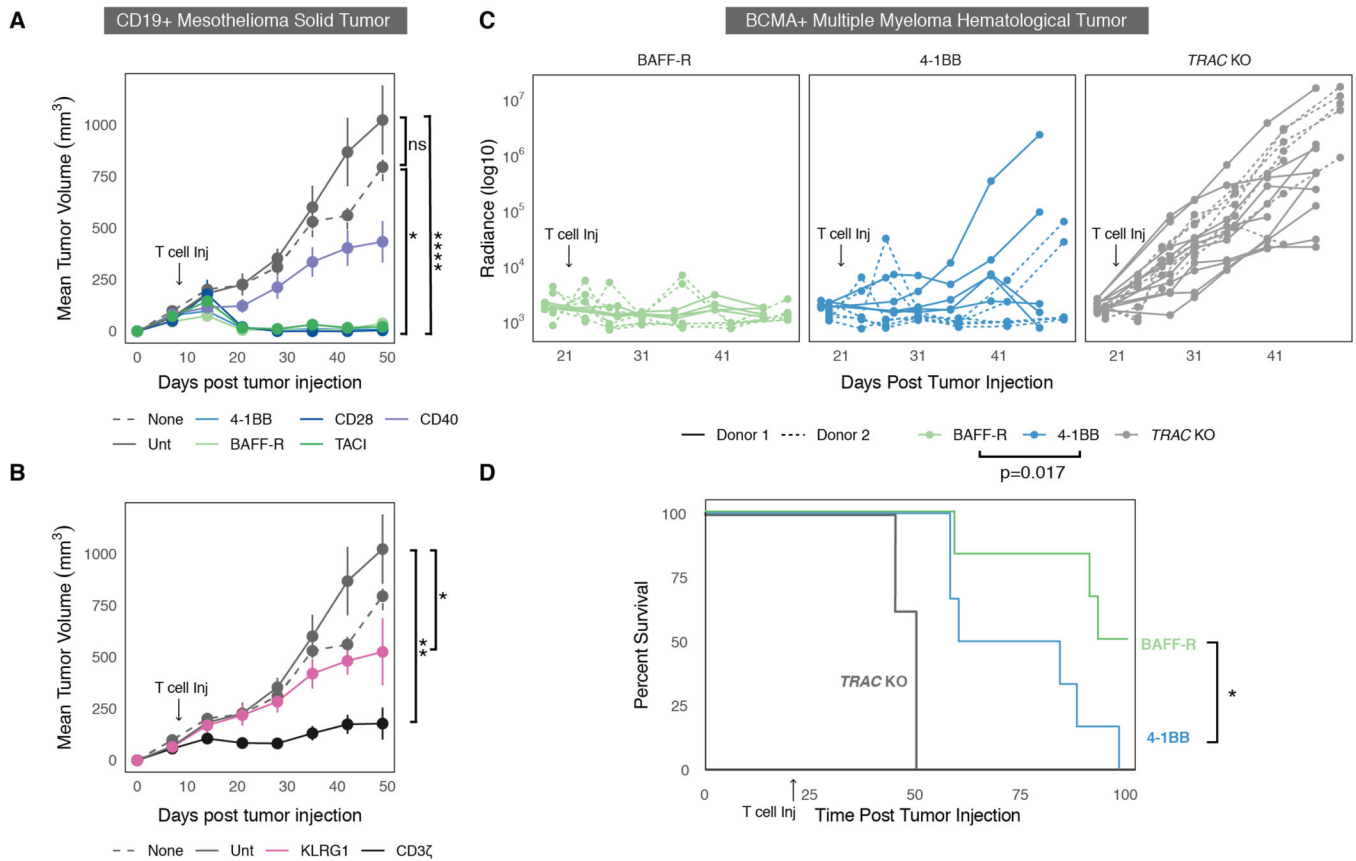 A
CD19+ Mesothelioma Solid Tumor
Mean Tumor Volume (mm³)
1000
750
500
250
0
T cell Inj
ns
*
****
0 10 20 30 40 50
Days post tumor injection
None 4-1BB CD28 CD40
Unt BAFF-R TACI
B
Mean Tumor Volume (mm³)
1000
750
500
250
0
T cell Inj
*
**
0 10 20 30 40 50
Days post tumor injection
None Unt KLRG1 CD3ζ
C
BCMA+ Multiple Myeloma Hematological Tumor
BAFF-R 4-1BB TRAC KO
Radiance (log10)
10⁷
10⁶
10⁵
10⁴
10³
T cell Inj T cell Inj T cell Inj
21 31 41 21 31 41 21 31 41
Days Post Tumor Injection
Donor 1 Donor 2 BAFF-R 4-1BB TRAC KO
p=0.017
D
Percent Survival
100
75
50
25
0
TRAC KO
BAFF-R
*
4-1BB
0 25 50 75 100
T cell Inj
Time Post Tumor Injection